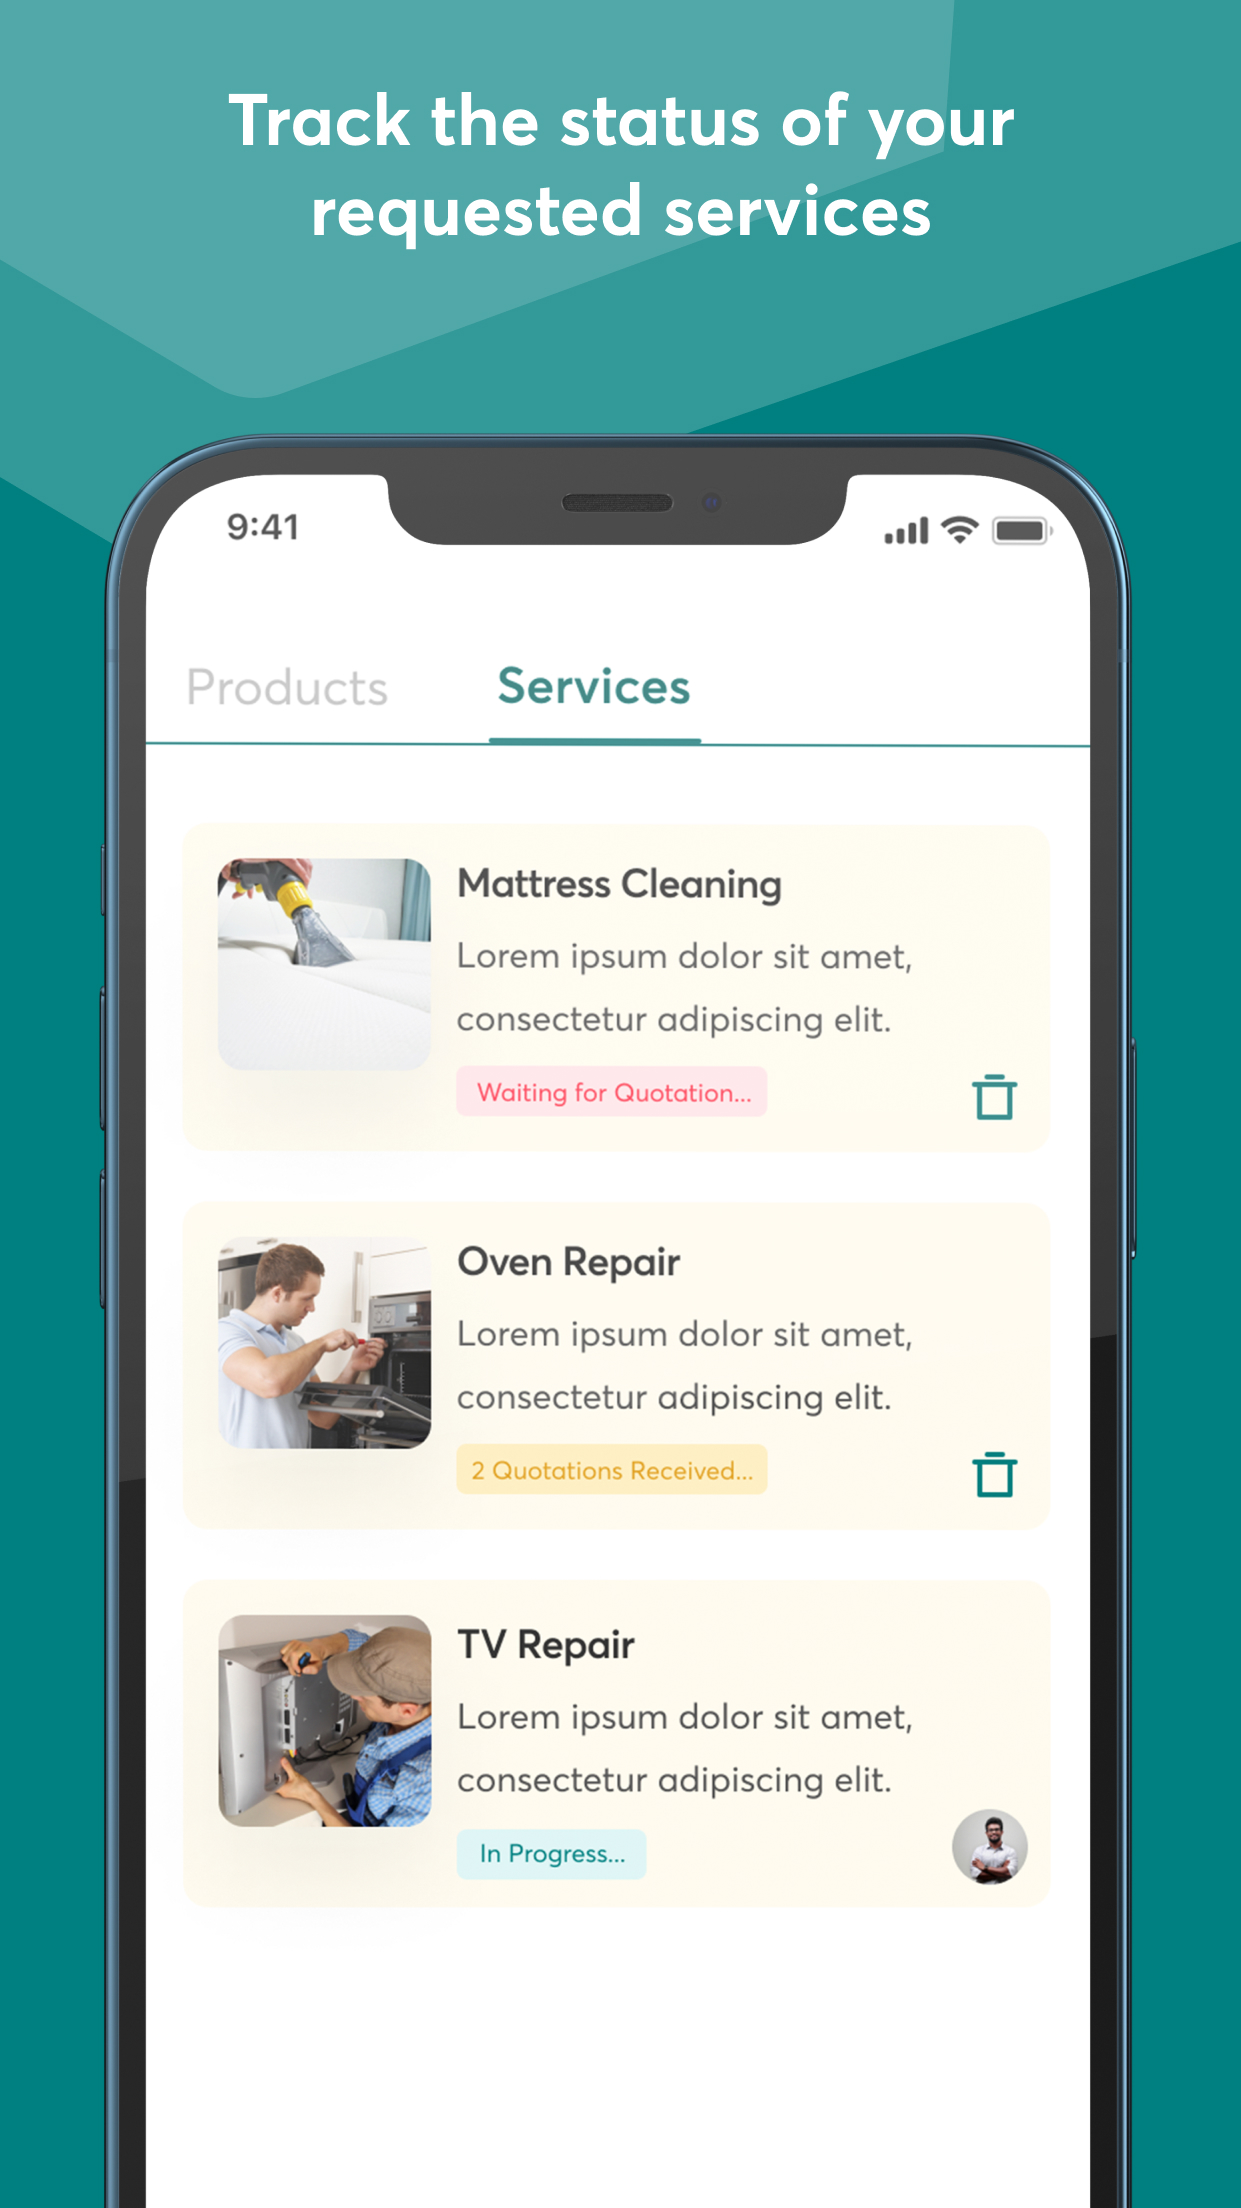 Track the status of your
requested services
9:41
Products
Services
Mattress Cleaning
Lorem ipsum dolor sit amet,
consectetur adipiscing elit.
Waiting for Quotation...
Oven Repair
Lorem ipsum dolor sit amet,
consectetur adipiscing elit.
2 Quotations Received...
TV Repair
Lorem ipsum dolor sit amet,
consectetur adipiscing elit.
In Progress...